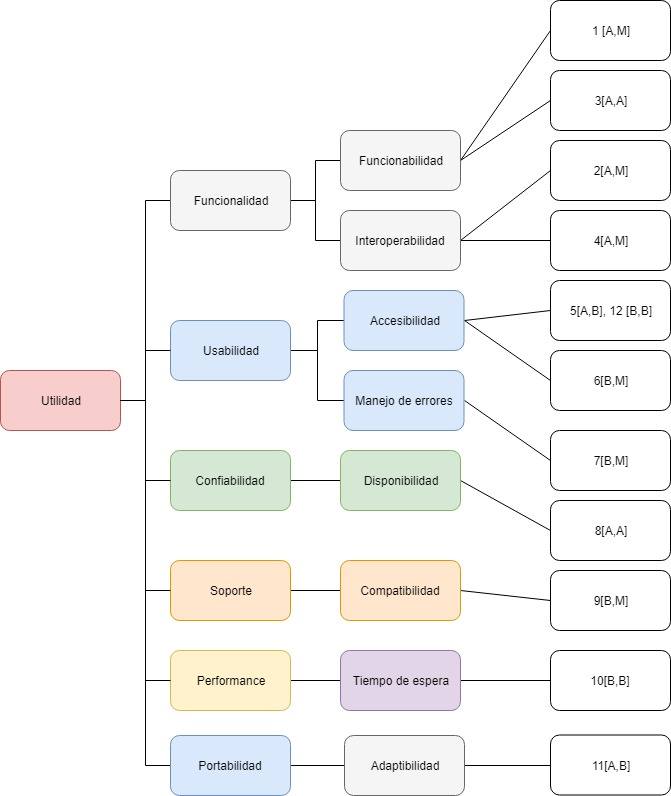 1 [A,M]
3[A,A]
Funcionabilidad
2[A,M]
Funcionalidad
Interoperabilidad
4[A,M]
5[A,B], 12 [B,B]
Accesibilidad
Usabilidad
6[B,M]
Utilidad
Manejo de errores
7[B,M]
Confiabilidad
Disponibilidad
8[A,A]
Soporte
Compatibilidad
9[B,M]
Performance
Tiempo de espera
10[B,B]
Portabilidad
Adaptibilidad
11[A,B]